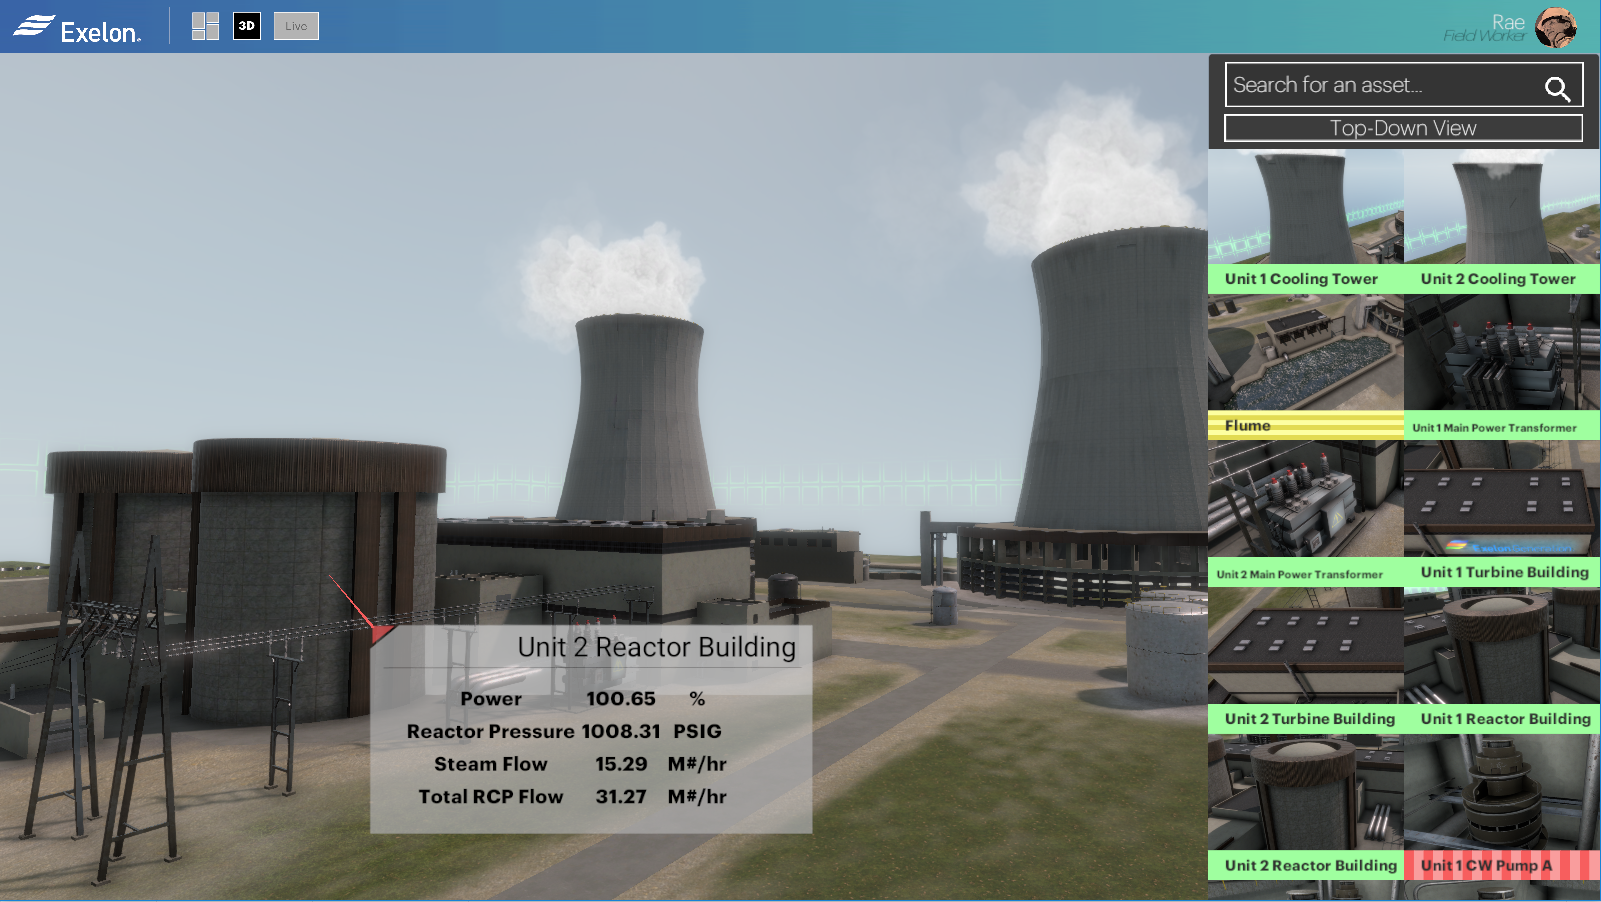 Exelon.
3D
Live
Rae
Field Worker
Search for an asset...
Top-Down View
Unit 1 Cooling Tower
Unit 2 Cooling Tower
Flume
Unit 1 Main Power Transformer
Unit 2 Main Power Transformer
Exelon Generation
Unit 1 Turbine Building
Unit 2 Turbine Building
Unit 1 Reactor Building
Unit 2 Reactor Building
Unit 1 CW Pump A
Unit 2 Reactor Building
Power 100.65 %
Reactor Pressure 1008.31 PSIG
Steam Flow 15.29 M#/hr
Total RCP Flow 31.27 M#/hr